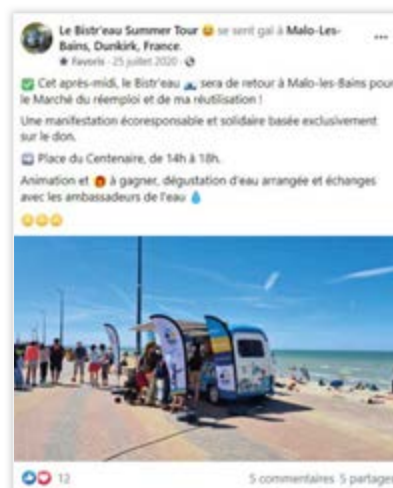 Le Bistr'eau Summer Tour 😀 se sent gai à Malo-Les-
Bains, Dunkirk, France.
★ Favoris · 25 juillet 2020 ·
✅ Cet après-midi, le Bistr'eau 🌊 sera de retour à Malo-les-Bains pour
le Marché du réemploi et de ma réutilisation !
Une manifestation écoresponsable et solidaire basée exclusivement
sur le don.
➡️ Place du Centenaire, de 14h à 18h.
Animation et 🎁 à gagner, dégustation d'eau arrangée et échanges
avec les ambassadeurs de l'eau 💧
12
5 commentaires 5 partages